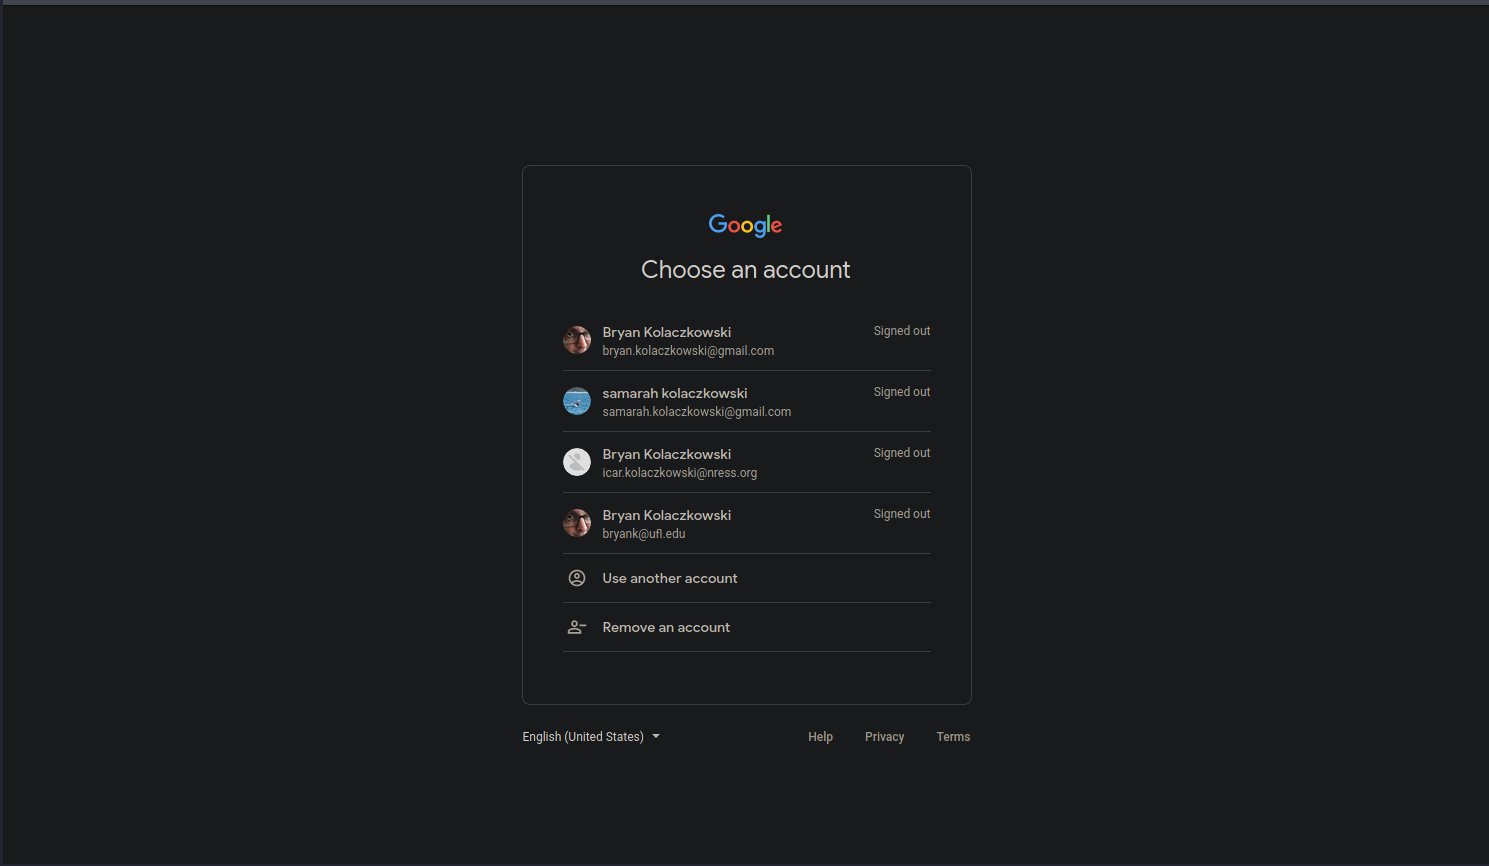 Google
Choose an account
Bryan Kolaczkowski
Signed out
bryan.kolaczkowski@gmail.com
samarah kolaczkowski
Signed out
samarah.kolaczkowski@gmail.com
Bryan Kolaczkowski
Signed out
icar.kolaczkowski@nress.org
Bryan Kolaczkowski
Signed out
bryank@ufl.edu
Use another account
Remove an account
English (United States)
Help
Privacy
Terms